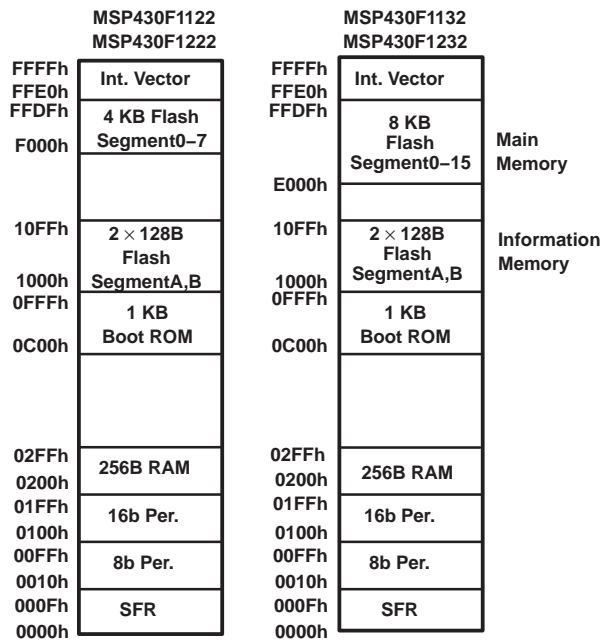 MSP430F1122
MSP430F1222
FFFFh
Int. Vector
FFE0h
FFDFh
4 KB Flash
Segment0–7
F000h
10FFh
2 × 128B
Flash
SegmentA,B
1000h
0FFFh
1 KB
Boot ROM
0C00h
02FFh
256B RAM
0200h
01FFh
16b Per.
0100h
00FFh
8b Per.
0010h
000Fh
SFR
0000h
MSP430F1132
MSP430F1232
FFFFh
Int. Vector
FFE0h
FFDFh
8 KB
Flash
Segment0–15
E000h
Main
Memory
10FFh
2 × 128B
Flash
SegmentA,B
1000h
Information
Memory
0FFFh
1 KB
Boot ROM
0C00h
02FFh
256B RAM
0200h
01FFh
16b Per.
0100h
00FFh
8b Per.
0010h
000Fh
SFR
0000h